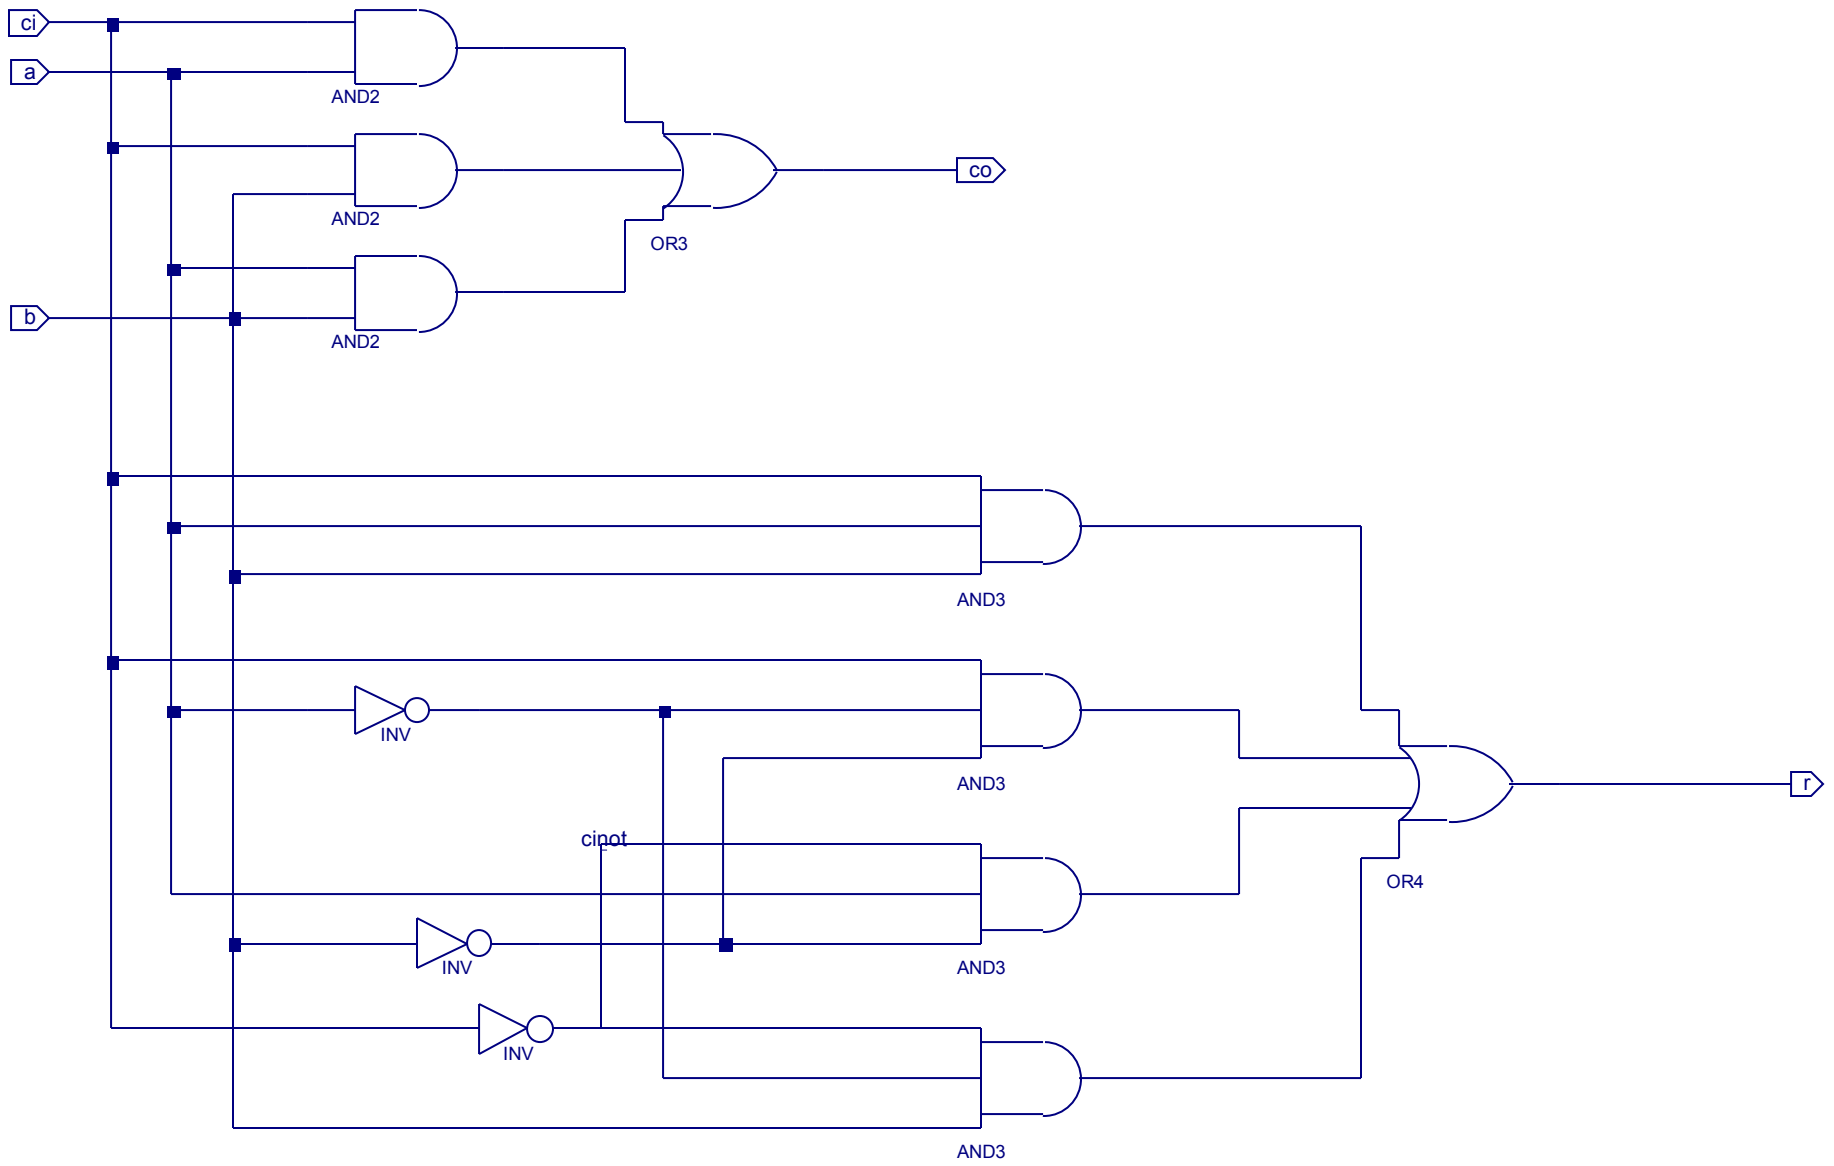 ci
a
AND2
AND2
co
OR3
b
AND2
AND3
INV
AND3
r
cinot
OR4
INV
AND3
INV
AND3